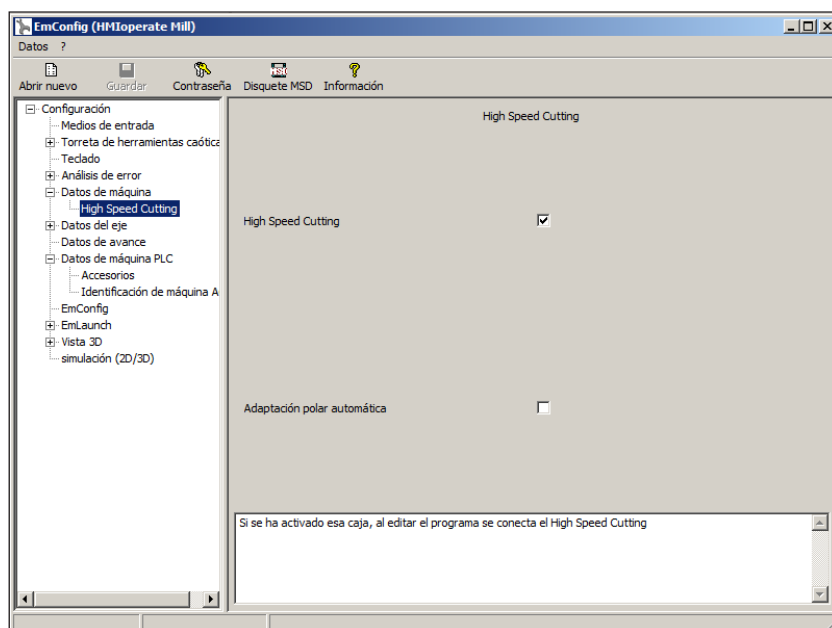 EmConfig (HMIoperate Mill)
Datos ?
Abrir nuevo Guardar Contraseña Disquete MSD Información
Configuración
Medios de entrada
Torreta de herramientas caótica
Teclado
Análisis de error
Datos de máquina
High Speed Cutting
Datos del eje
Datos de avance
Datos de máquina PLC
Accesorios
Identificación de máquina A
EmConfig
EmLaunch
Vista 3D
simulación (2D/3D)
High Speed Cutting
High Speed Cutting
Adaptación polar automática
Si se ha activado esa caja, al editar el programa se conecta el High Speed Cutting